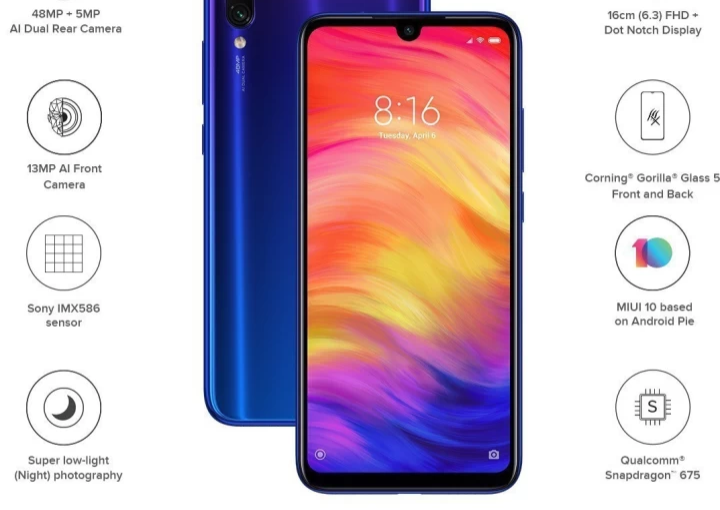 48MP + 5MP
AI Dual Rear Camera
13MP AI Front
Camera
Sony IMX586
sensor
Super low-light
(Night) photography
48MP
8:16
Tuesday, April 6
16cm (6.3) FHD +
Dot Notch Display
Corning® Gorilla® Glass 5
Front and Back
10
MIUI 10 based
on Android Pie
S
Qualcomm®
Snapdragon™ 675